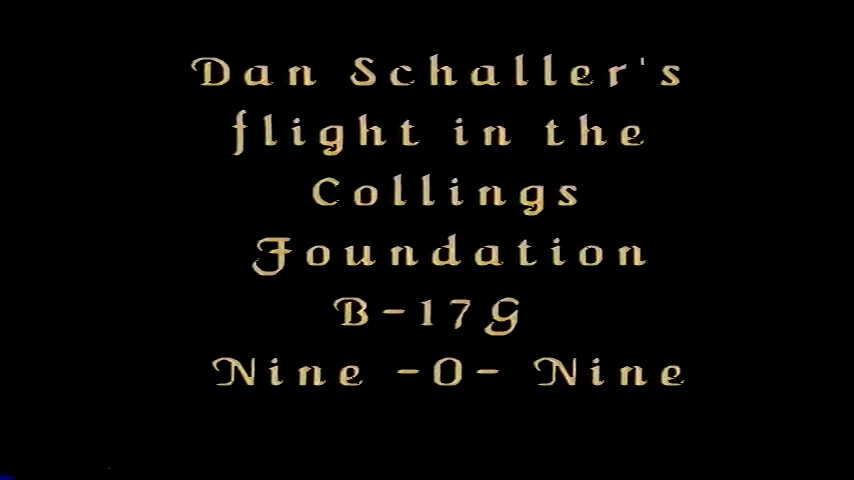 Dan Schaller's
flight in the
Collings
Foundation
B-17G
Nine -O- Nine